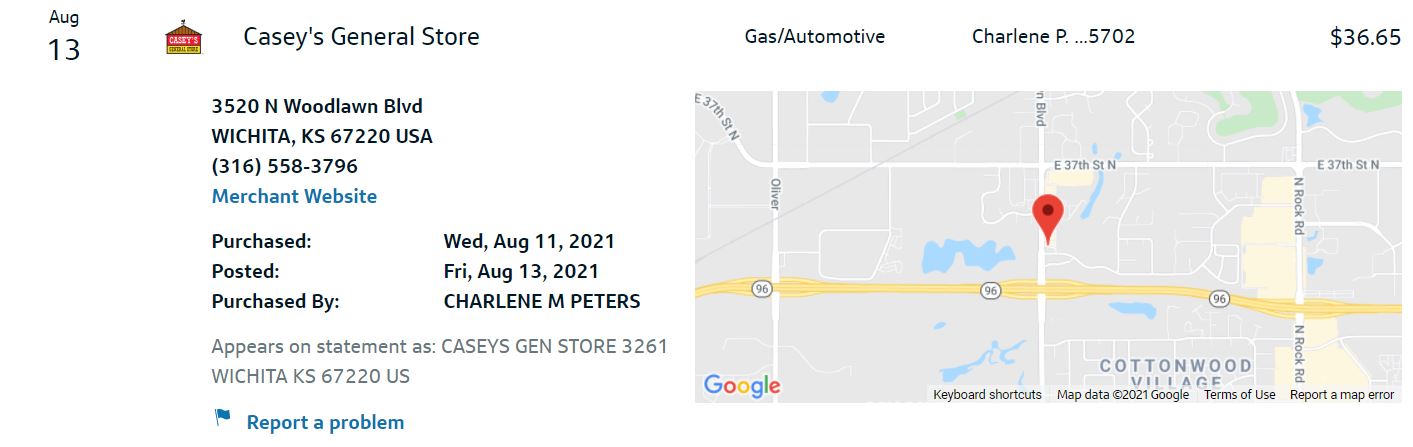 Aug
13
CASEY'S
GENERAL STORE
Casey's General Store
Gas/Automotive
Charlene P. ...5702
$36.65
3520 N Woodlawn Blvd
WICHITA, KS 67220 USA
(316) 558-3796
Merchant Website
Purchased: Wed, Aug 11, 2021
Posted: Fri, Aug 13, 2021
Purchased By: CHARLENE M PETERS
Appears on statement as: CASEYS GEN STORE 3261
WICHITA KS 67220 US
Report a problem
E 37th St N
n Blvd
E 37th St N
E 37th St N
Oliver
N Rock Rd
96
96
96
N Rock Rd
COTTONWOOD
VILLAGE
Google
Keyboard shortcuts
Map data ©2021 Google
Terms of Use
Report a map error